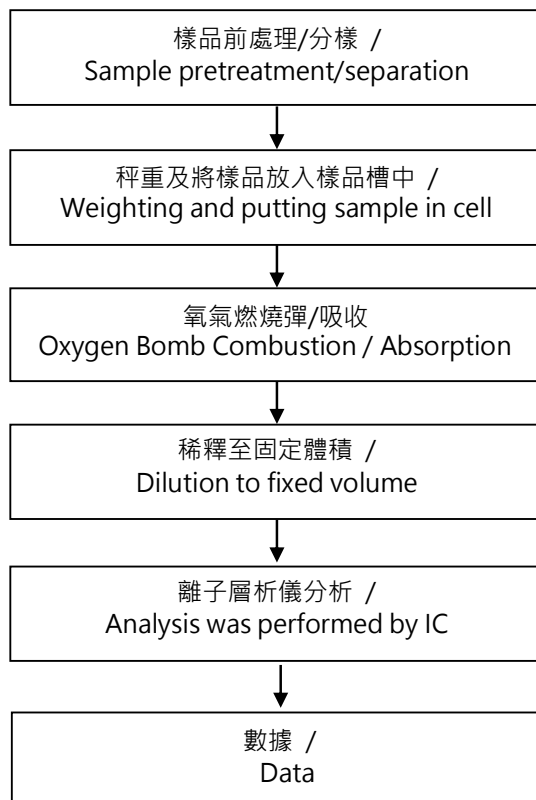 樣品前處理/分樣 /
Sample pretreatment/separation
秤重及將樣品放入樣品槽中 /
Weighting and putting sample in cell
氧氣燃燒彈/吸收
Oxygen Bomb Combustion / Absorption
稀釋至固定體積 /
Dilution to fixed volume
離子層析儀分析 /
Analysis was performed by IC
數據 /
Data